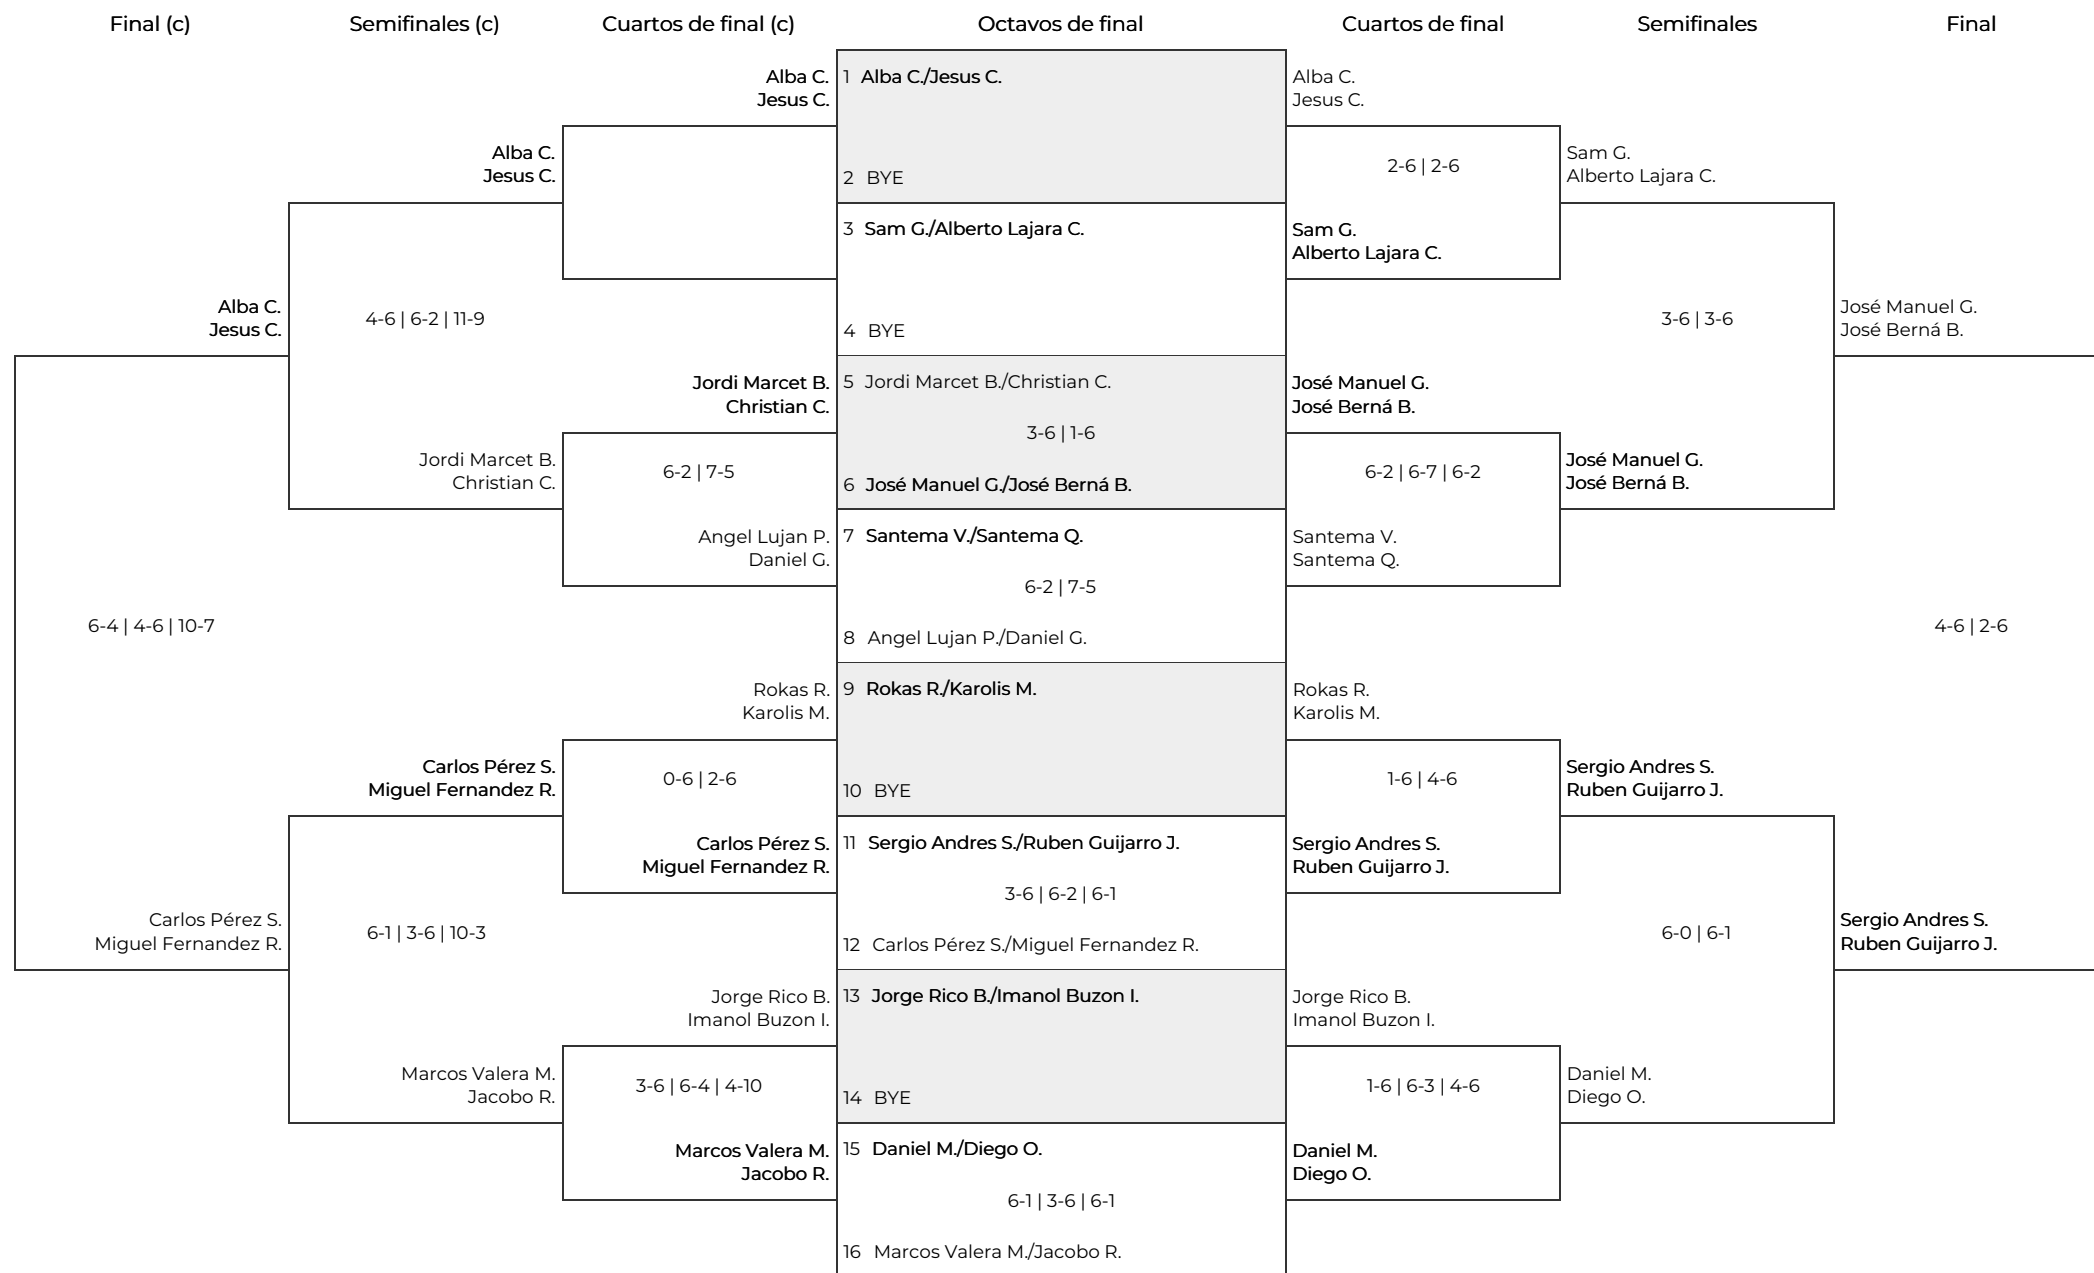 Final (c)
Semifinales (c)
Cuartos de final (c)
Octavos de final
Cuartos de final
Semifinales
Final
Alba C.
Jesus C.
4-6 | 6-2 | 11-9
6-4 | 4-6 | 10-7
Carlos Pérez S.
Miguel Fernandez R.
Alba C.
Jesus C.
Jordi Marcet B.
Christian C.
Carlos Pérez S.
Miguel Fernandez R.
6-1 | 3-6 | 10-3
Marcos Valera M.
Jacobo R.
Alba C.
Jesus C.
Jordi Marcet B.
Christian C.
6-2 | 7-5
Angel Lujan P.
Daniel G.
Rokas R.
Karolis M.
0-6 | 2-6
Carlos Pérez S.
Miguel Fernandez R.
Jorge Rico B.
Imanol Buzon I.
3-6 | 6-4 | 4-10
Marcos Valera M.
Jacobo R.
1 Alba C./Jesus C.
2 BYE
3 Sam G./Alberto Lajara C.
4 BYE
5 Jordi Marcet B./Christian C.
3-6 | 1-6
6 José Manuel G./José Berná B.
7 Santema V./Santema Q.
6-2 | 7-5
8 Angel Lujan P./Daniel G.
9 Rokas R./Karolis M.
10 BYE
11 Sergio Andres S./Ruben Guijarro J.
3-6 | 6-2 | 6-1
12 Carlos Pérez S./Miguel Fernandez R.
13 Jorge Rico B./Imanol Buzon I.
14 BYE
15 Daniel M./Diego O.
6-1 | 3-6 | 6-1
16 Marcos Valera M./Jacobo R.
Alba C.
Jesus C.
2-6 | 2-6
Sam G.
Alberto Lajara C.
José Manuel G.
José Berná B.
6-2 | 6-7 | 6-2
Santema V.
Santema Q.
Rokas R.
Karolis M.
1-6 | 4-6
Sergio Andres S.
Ruben Guijarro J.
Jorge Rico B.
Imanol Buzon I.
1-6 | 6-3 | 4-6
Daniel M.
Diego O.
Sam G.
Alberto Lajara C.
3-6 | 3-6
José Manuel G.
José Berná B.
Sergio Andres S.
Ruben Guijarro J.
6-0 | 6-1
Daniel M.
Diego O.
José Manuel G.
José Berná B.
4-6 | 2-6
Sergio Andres S.
Ruben Guijarro J.